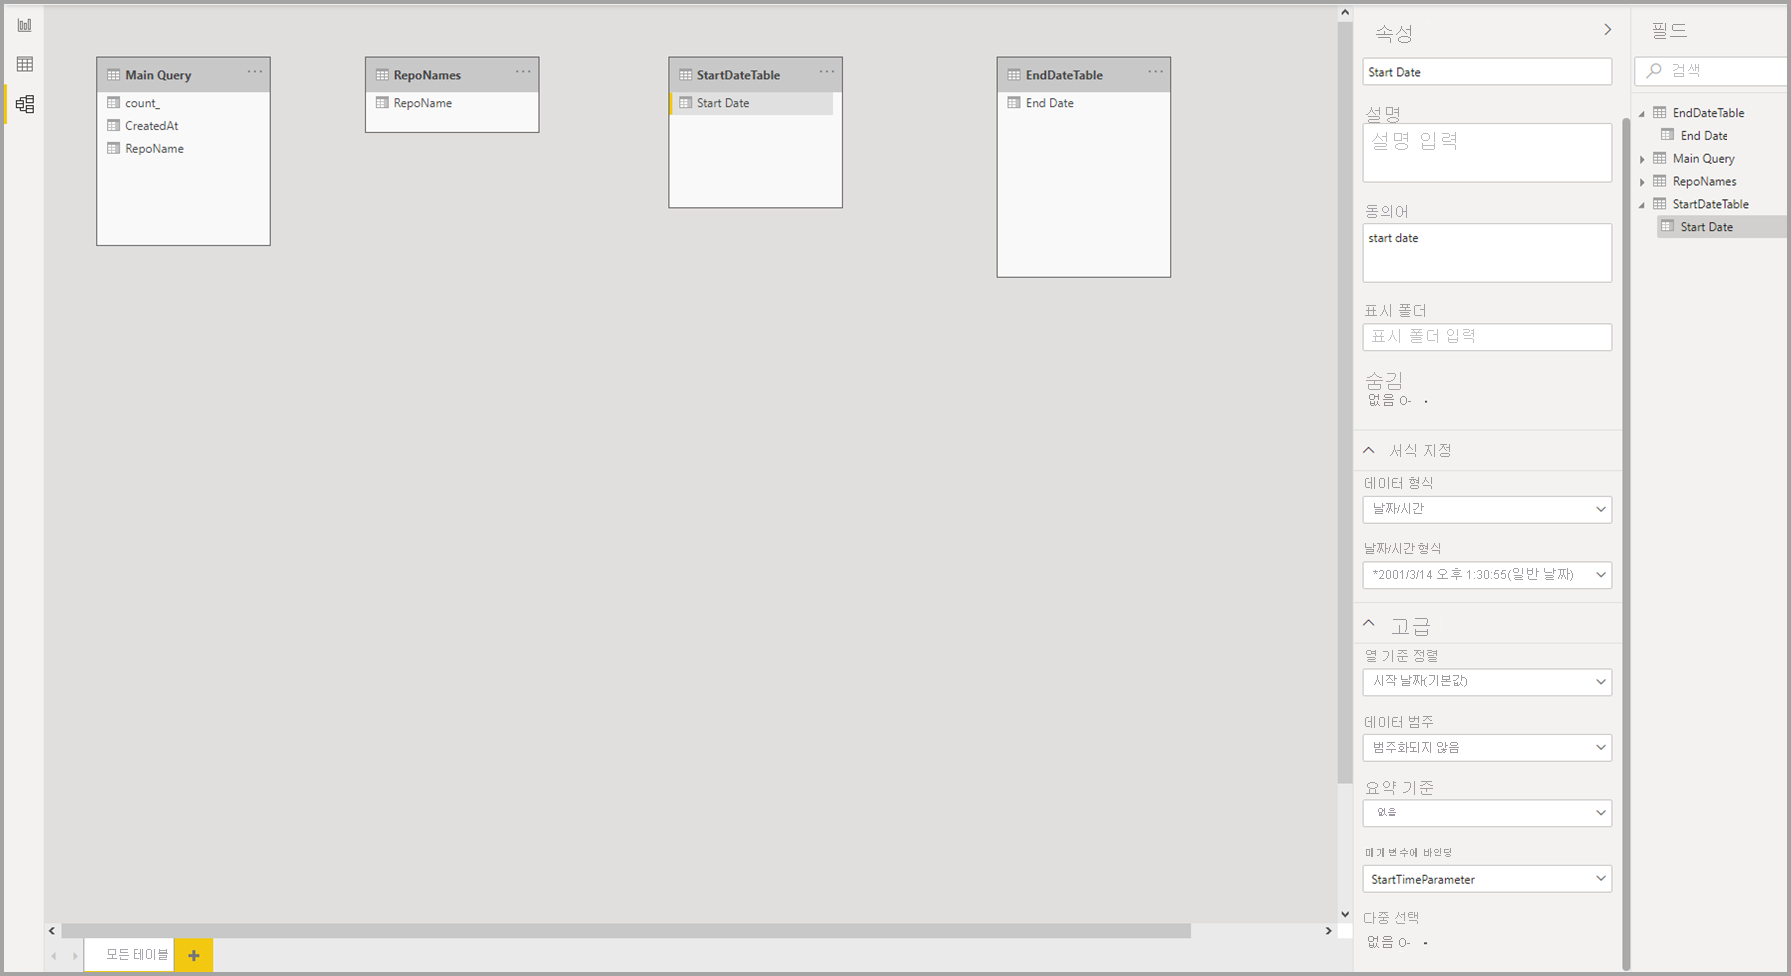 Main Query
count_
CreatedAt
RepoName
RepoNames
RepoName
StartDateTable
Start Date
EndDateTable
End Date
모든 테이블
+
속성
Start Date
설명
설명 입력
동의어
start date
표시 폴더
표시 폴더 입력
숨김
없음 O-
서식 지정
데이터 형식
날짜/시간
날짜/시간 형식
*2001/3/14 오후 1:30:55(일반 날짜)
고급
열 기준 정렬
시작 날짜(기본값)
데이터 범주
범주화되지 않음
요약 기준
없음
매개 변수에 바인딩
StartTimeParameter
다중 선택
없음 O-
필드
검색
EndDateTable
End Date
Main Query
RepoNames
StartDateTable
Start Date